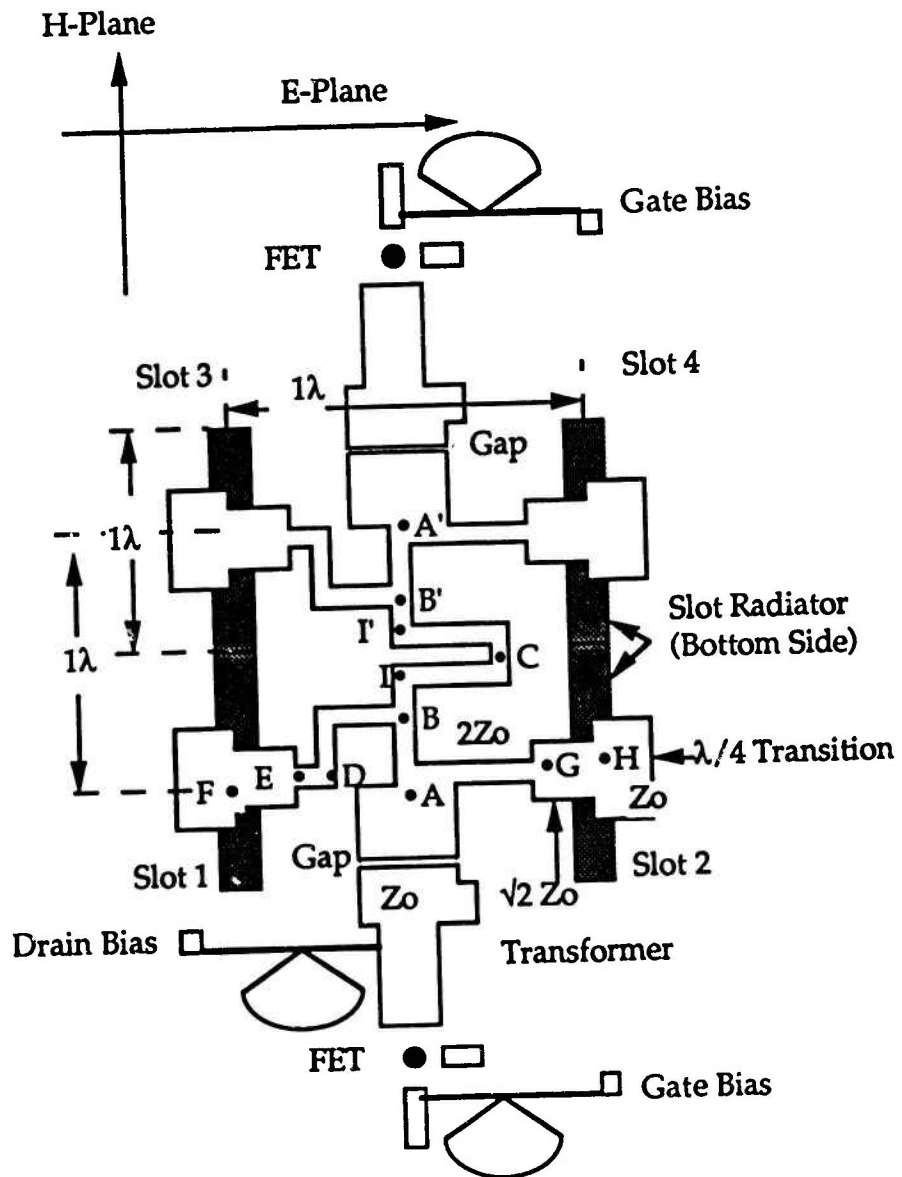 H-Plane
E-Plane
Gate Bias
FET
Slot 3
1λ
Slot 4
Gap
A'
1λ
B'
I'
Slot Radiator
(Bottom Side)
C
1λ
I
B
2Zo
λ/4 Transition
E
D
G
H
F
A
Zo
Gap
Slot 1
Zo
√2 Zo
Slot 2
Drain Bias
Transformer
FET
Gate Bias